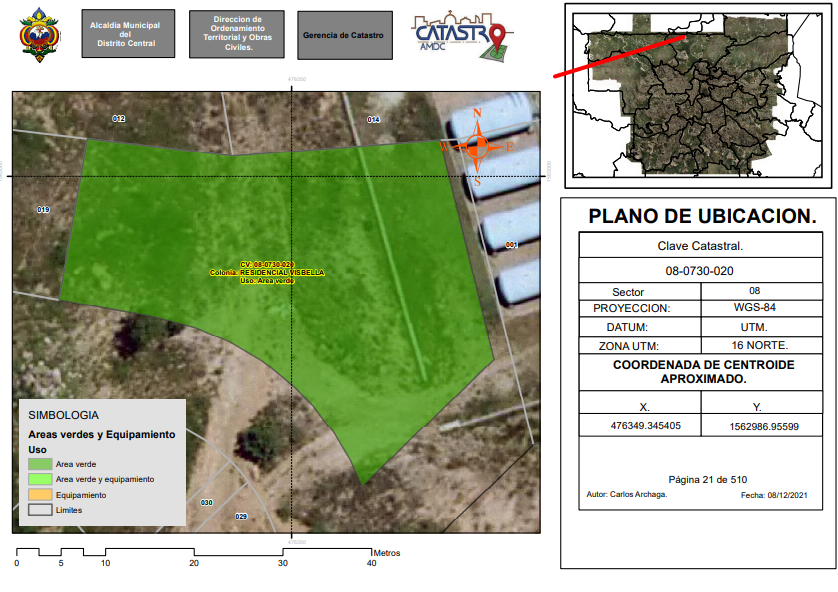 Alcaldia Municipal
del
Distrito Central
Direccion de
Ordenamiento
Territorial y Obras
Civiles.
Gerencia de Catastro
CATASTRO
AMDC
476350
012
014
N
W
E
S
019
001
CV: 08-0730-020
Colonia: RESIDENCIAL VISBELLA
Uso: Area verde
SIMBOLOGIA
Areas verdes y Equipamiento
Uso
Area verde
Area verde y equipamiento
Equipamiento
Limites
030
029
476350
Metros
0 5 10 20 30 40
PLANO DE UBICACION.
Clave Catastral.
08-0730-020
Sector 08
PROYECCION: WGS-84
DATUM: UTM.
ZONA UTM: 16 NORTE.
COORDENADA DE CENTROIDE
APROXIMADO.
X. Y.
476349.345405 1562986.95599
Página 21 de 510
Autor: Carlos Archaga. Fecha: 08/12/2021